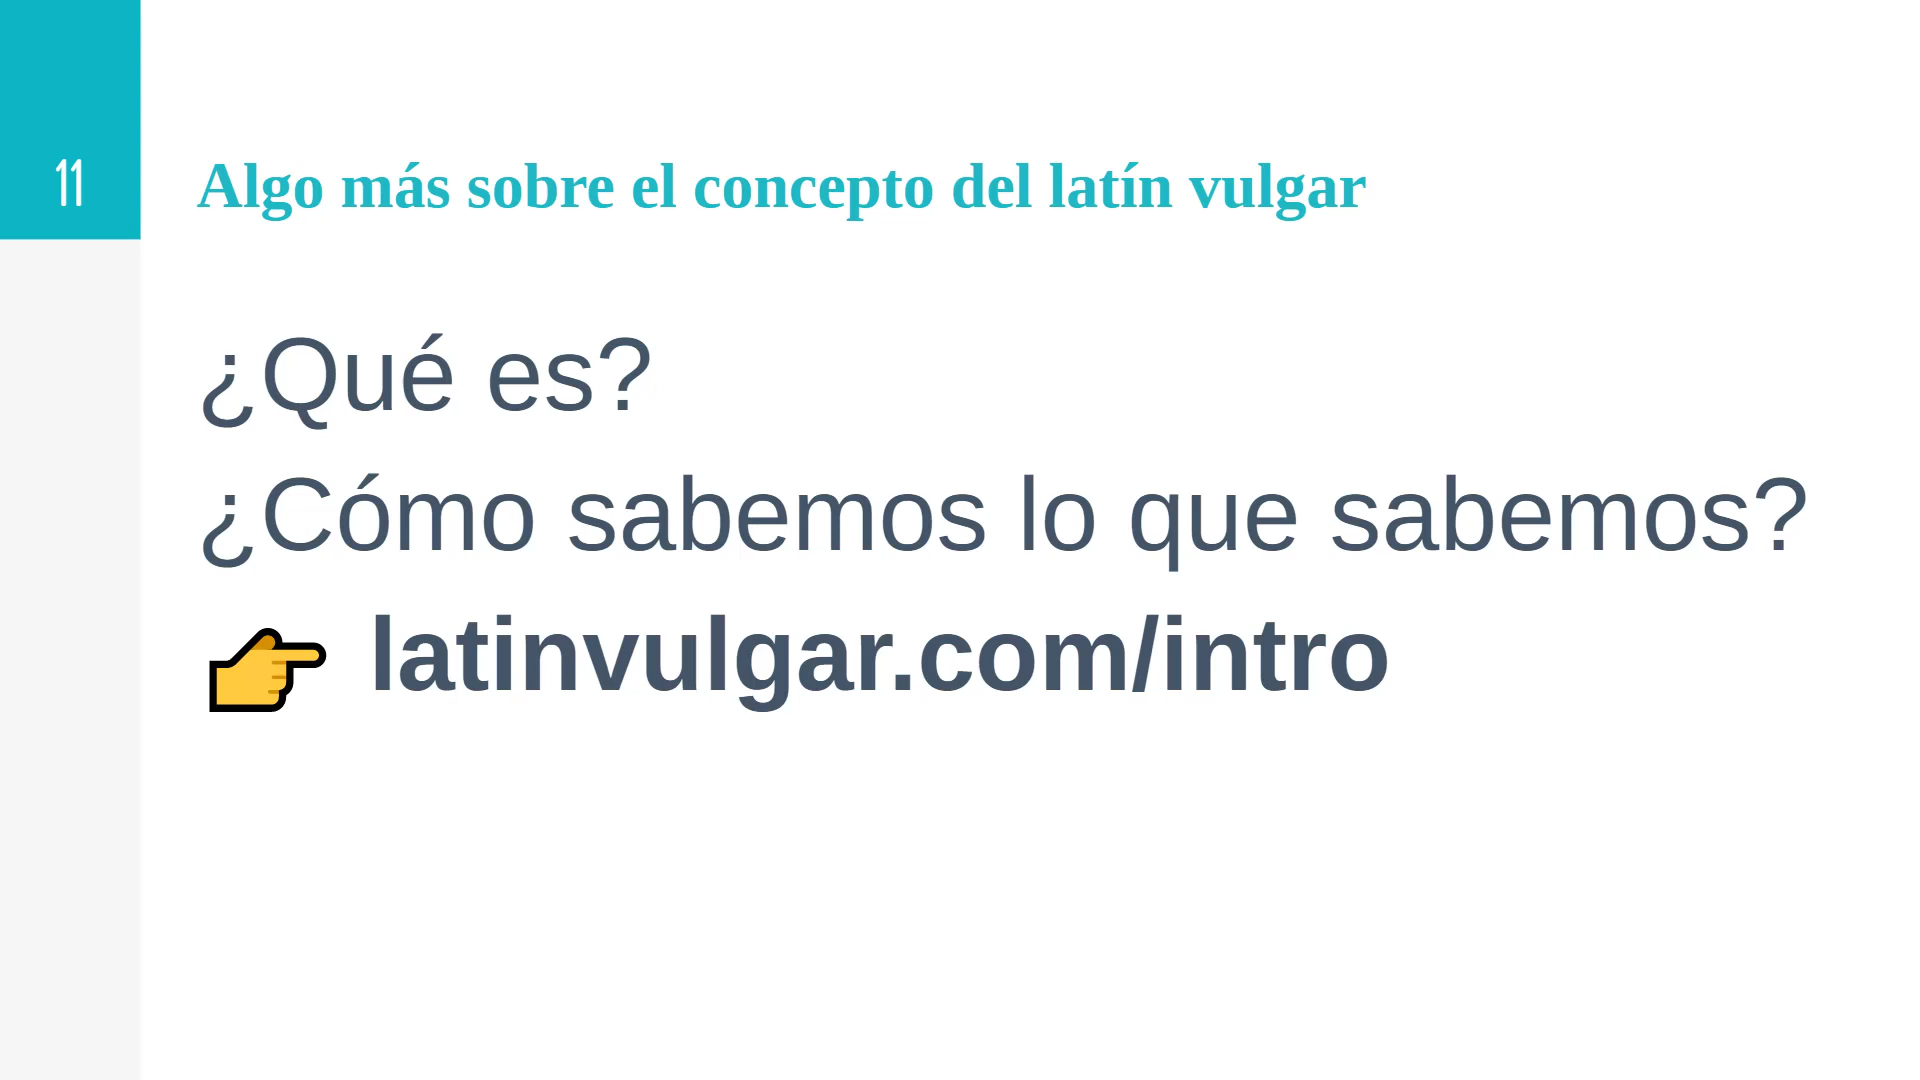 11
Algo más sobre el concepto del latín vulgar
¿Qué es?
¿Cómo sabemos lo que sabemos?
👉 latinvulgar.com/intro